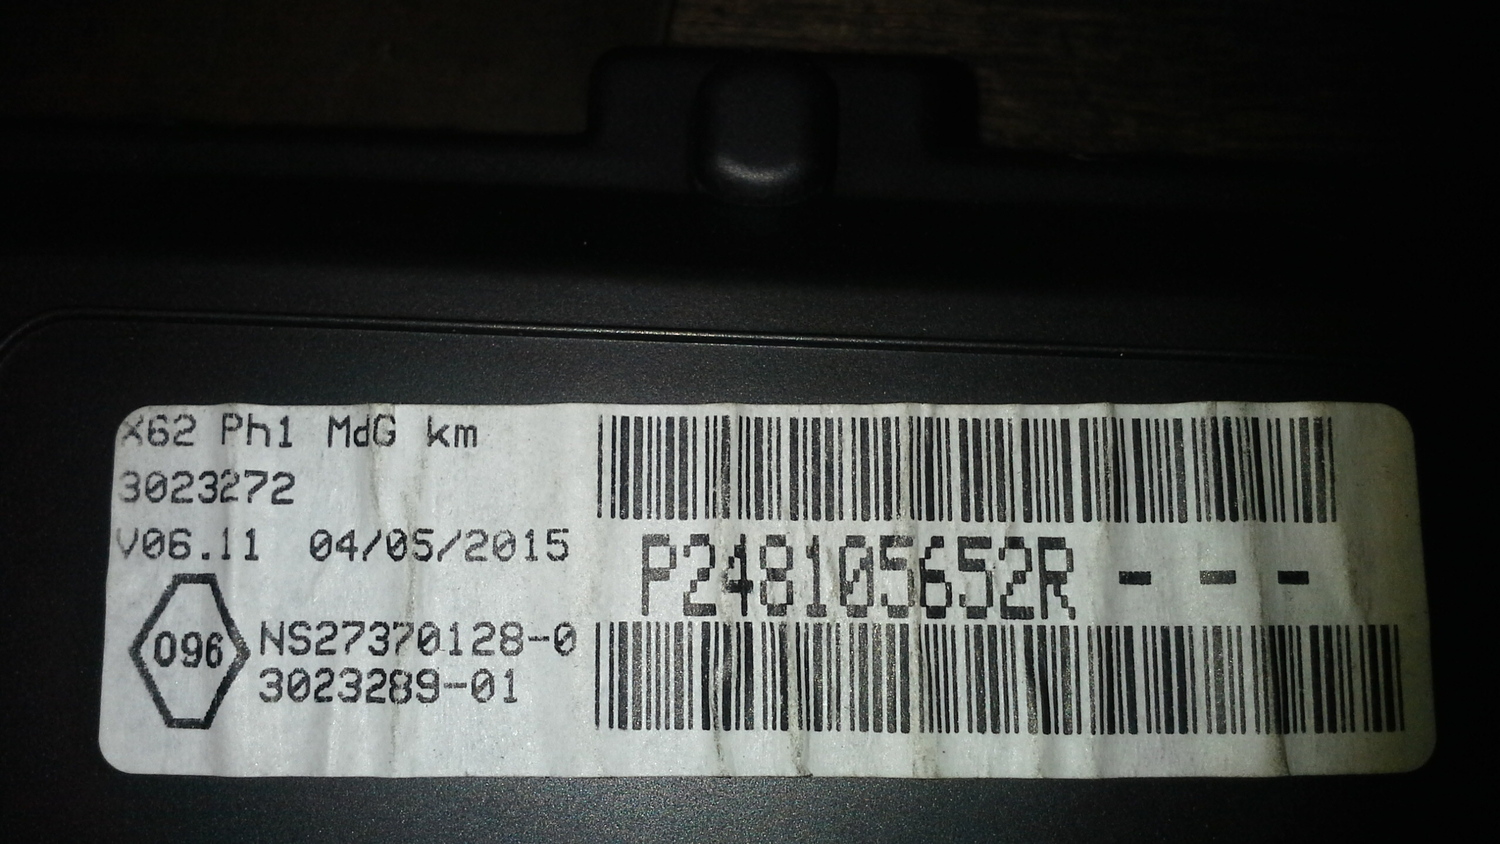 X62 Ph1 MdG km
3023272
V06.11 04/05/2015
096
NS27370128-0
3023289-01
P248105652R - - -